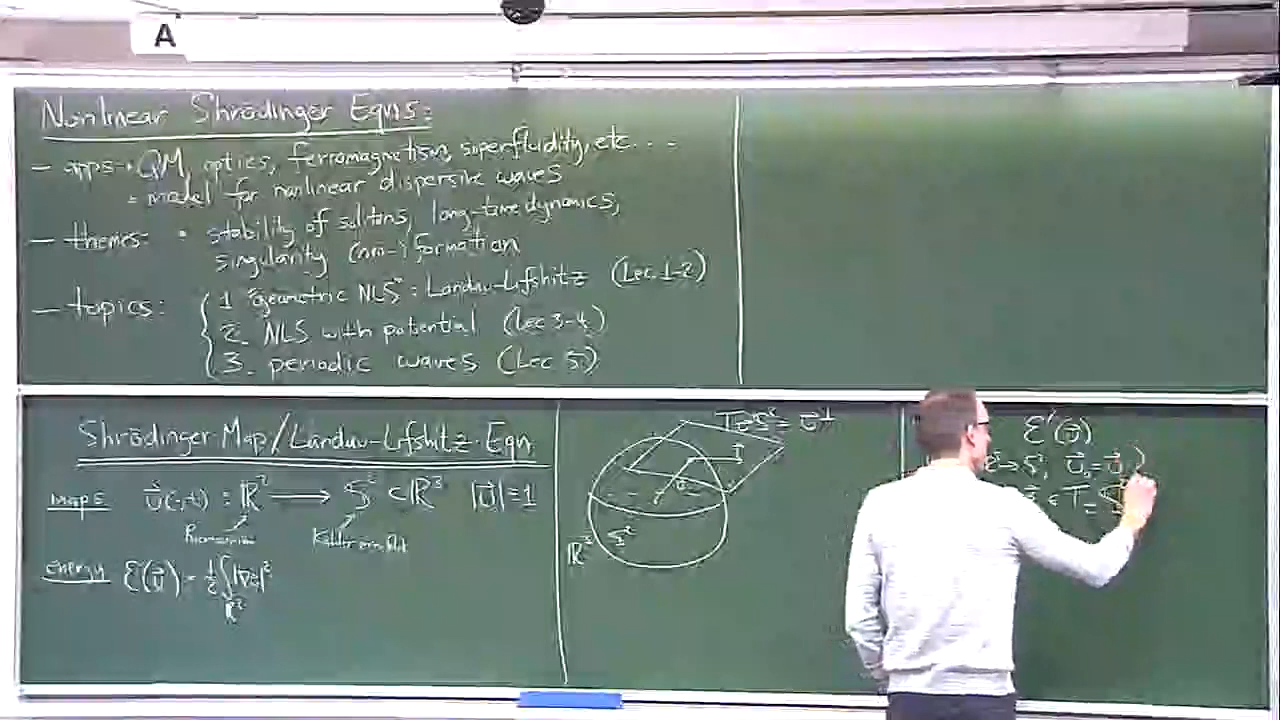 A
Nonlinear Shrödinger Eqns:
- apps → QM, optics, ferromagnetism, superfluidity, etc....
= model for nonlinear dispersive waves
- themes: • stability of solitons, long-time dynamics,
singularity (non-) formation
- topics: { 1 "geometric NLS": Landau-Lifshitz (Lec 1-2)
2. NLS with potential (Lec 3-4)
3. periodic waves (Lec 5)
Shrödinger Map/Landau-Lifshitz Eqn
maps u⃗(·,t) : ℝ² → S² ⊂ ℝ³ |u⃗| = 1
Riemannian
energy ℰ(u⃗) = ½∫|∇u⃗|²
ℝ²
T_u⃗ S² = u⃗^⊥
ℝ³
S²
ℰ'(u⃗)